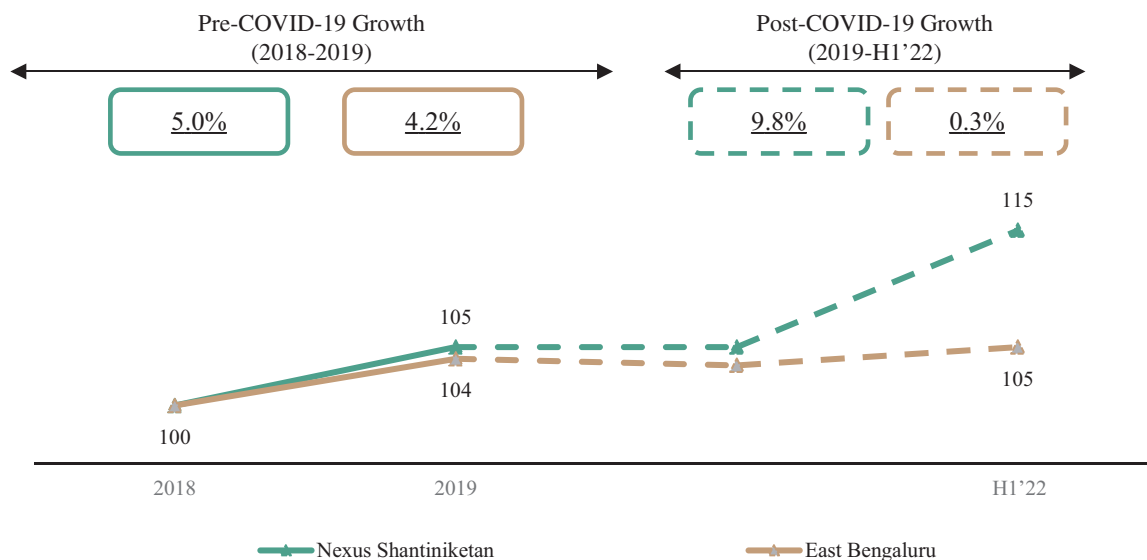 Pre-COVID-19 Growth
(2018-2019)
Post-COVID-19 Growth
(2019-H1’22)
5.0%
4.2%
9.8%
0.3%
115
105
104
105
100
2018
2019
H1’22
Nexus Shantiniketan
East Bengaluru